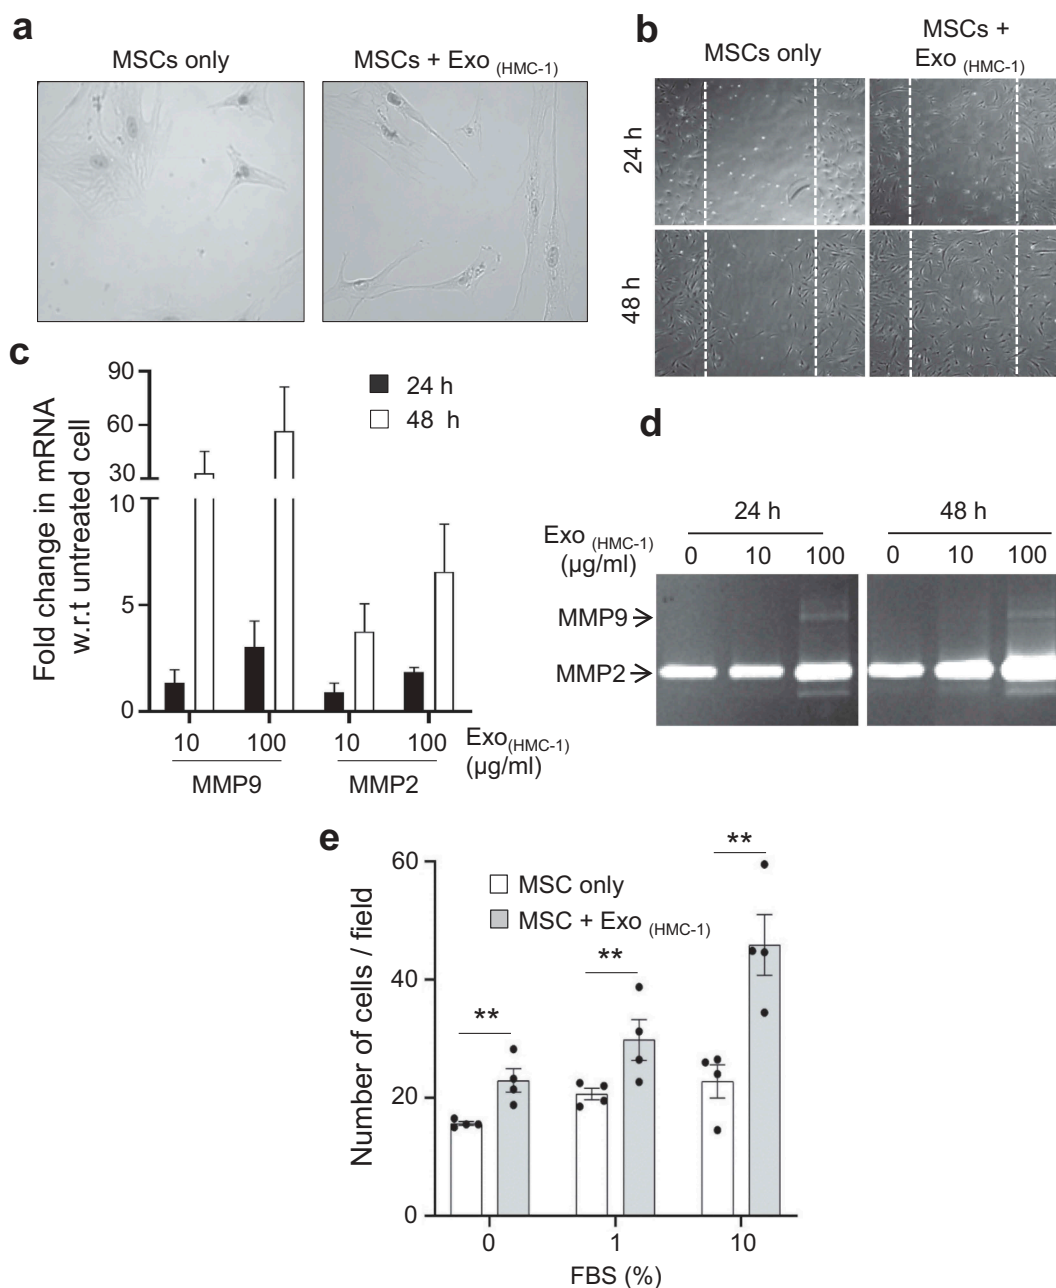 a
MSCs only
MSCs + Exo (HMC-1)
b
MSCs only
MSCs +
Exo (HMC-1)
24 h
48 h
c
Fold change in mRNA
w.r.t untreated cell
90
60
30
10
5
0
24 h
48 h
10
100
10
100
Exo(HMC-1)
(µg/ml)
MMP9
MMP2
d
24 h
48 h
Exo (HMC-1)
(µg/ml)
0
10
100
0
10
100
MMP9
MMP2
e
Number of cells / field
60
40
20
0
MSC only
MSC + Exo (HMC-1)
**
**
**
0
1
10
FBS (%)